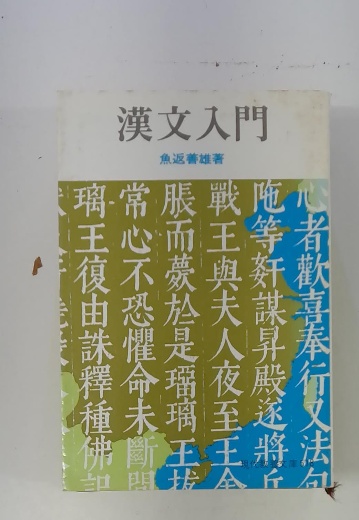 漢文入門
魚返善雄著
心者歡喜奉行又法句
陁等奸謀昇殿遂將兵
戰王與夫人夜至王舍
脹而薨於是瑠璃王拔
常心不恐懼命未斷間
璃王復由誅釋種佛記